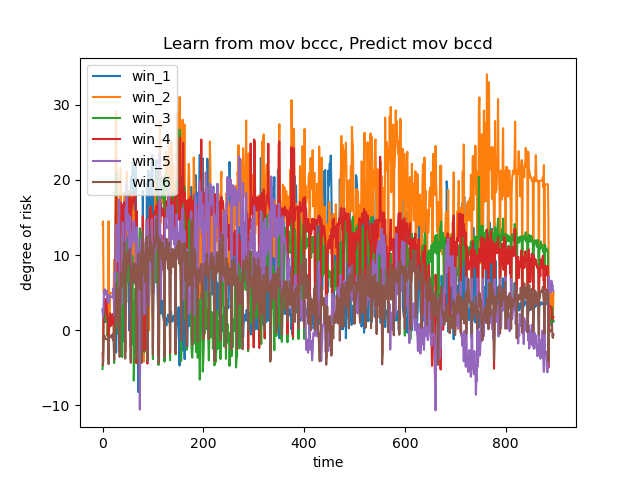 Learn from mov bccc, Predict mov bccd
win_1
win_2
win_3
win_4
win_5
win_6
degree of risk
30
20
10
0
−10
0 200 400 600 800
time